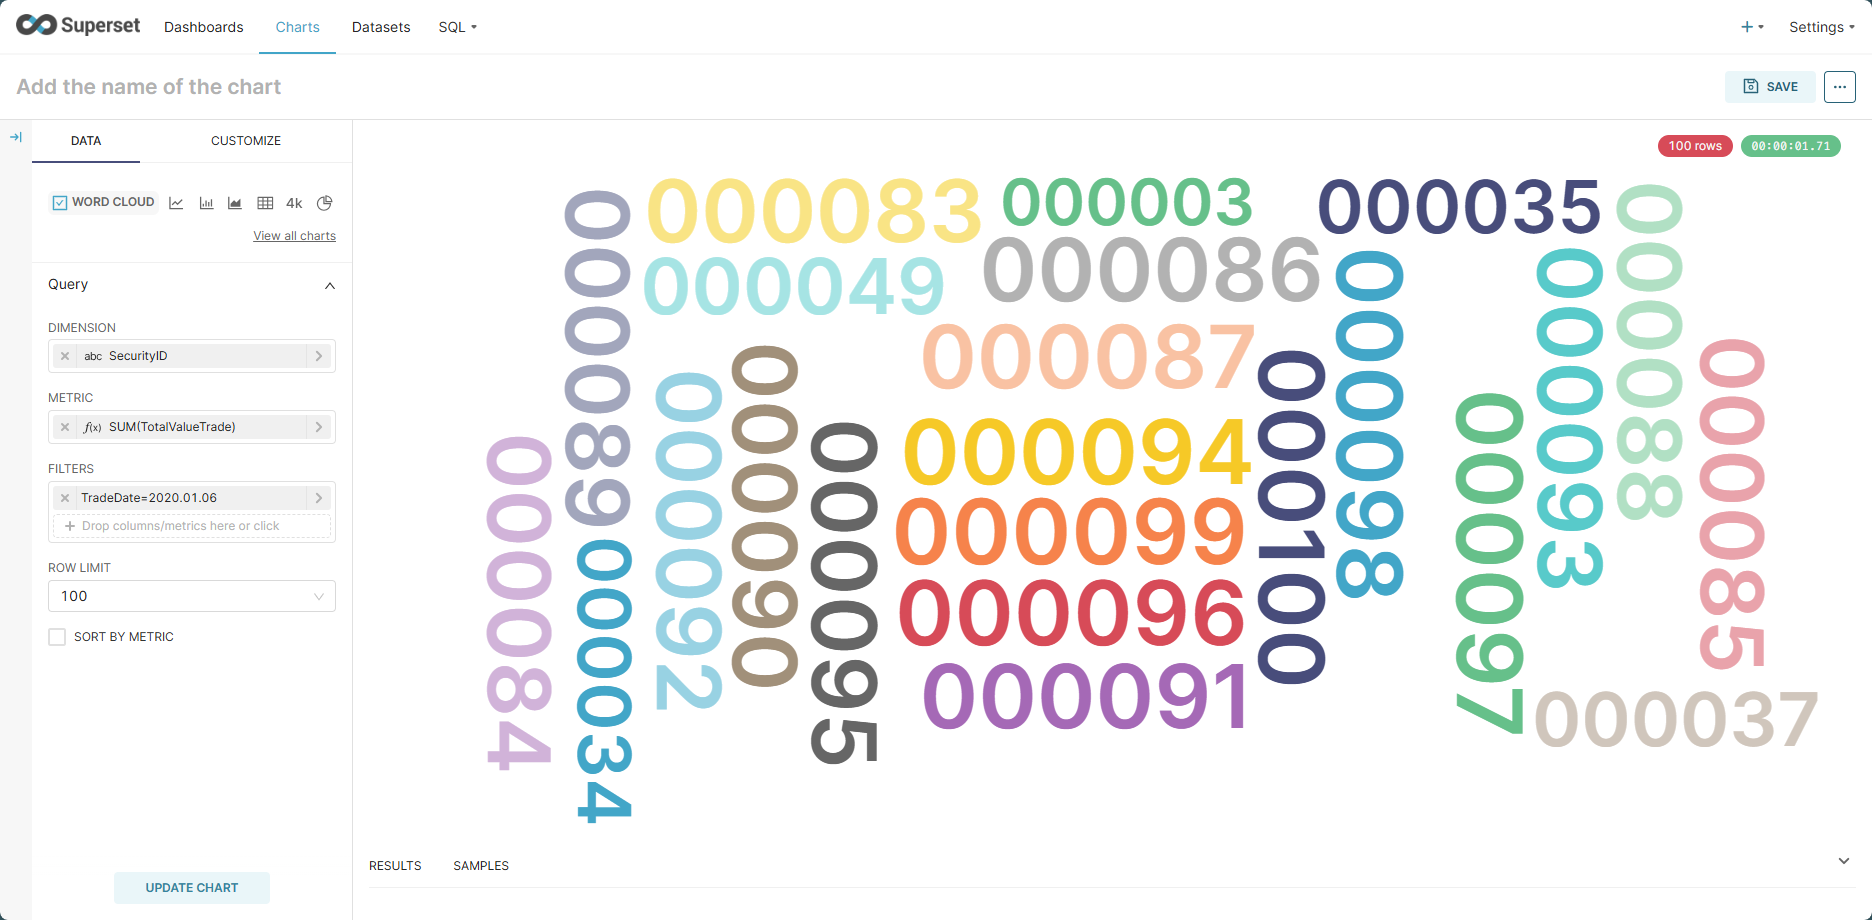 Superset
Dashboards
Charts
Datasets
SQL
+
Settings
Add the name of the chart
SAVE
...
DATA
CUSTOMIZE
100 rows
00:00:01.71
WORD CLOUD
4k
View all charts
Query
DIMENSION
abc SecurityID
METRIC
f(x) SUM(TotalValueTrade)
FILTERS
TradeDate=2020.01.06
+ Drop columns/metrics here or click
ROW LIMIT
100
SORT BY METRIC
UPDATE CHART
000083
000003
000035
000049
000086
000087
000094
000099
000096
000091
000037
000084
000089
000034
000092
000090
000095
000100
000098
000097
000093
000088
000085
RESULTS
SAMPLES